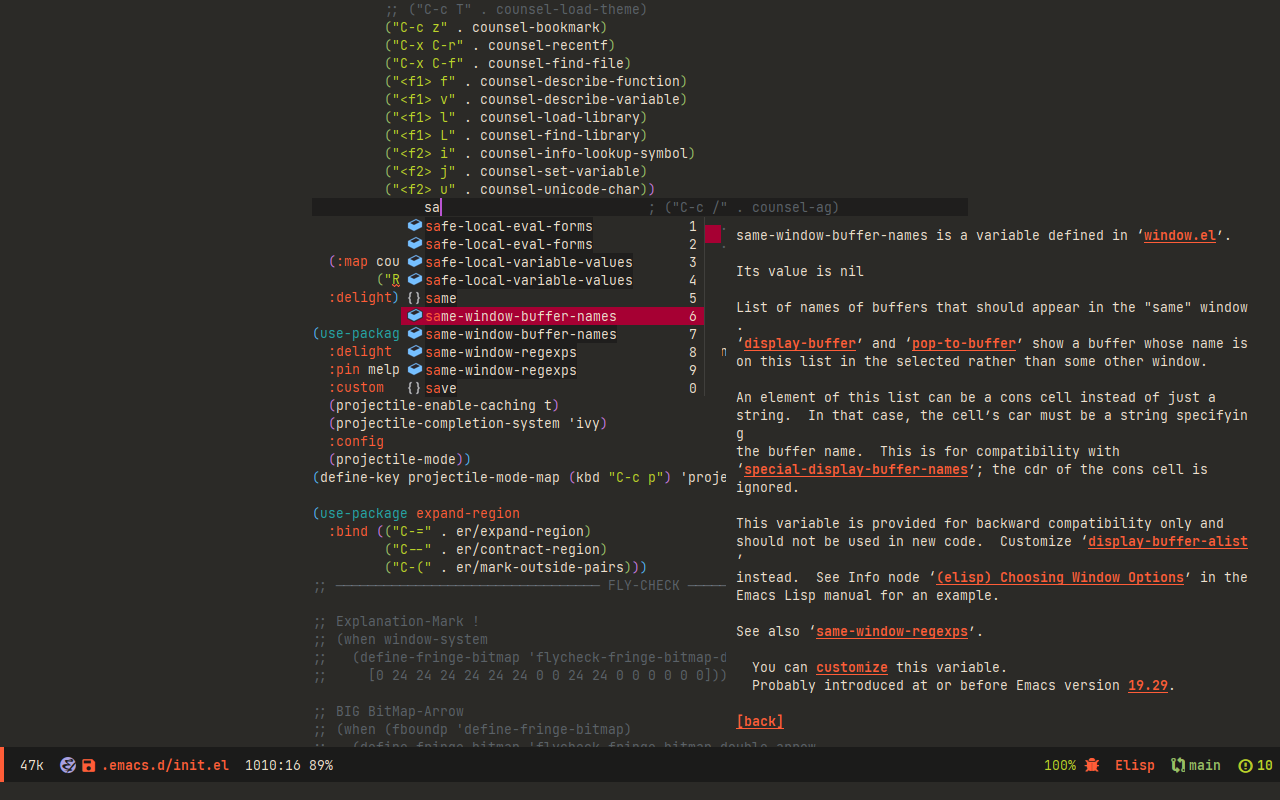 ;; ("C-c T" . counsel-load-theme)
("C-c z" . counsel-bookmark)
("C-x C-r" . counsel-recentf)
("C-x C-f" . counsel-find-file)
("<f1> f" . counsel-describe-function)
("<f1> v" . counsel-describe-variable)
("<f1> l" . counsel-load-library)
("<f1> L" . counsel-find-library)
("<f2> i" . counsel-info-lookup-symbol)
("<f2> j" . counsel-set-variable)
("<f2> u" . counsel-unicode-char))
sa ; ("C-c /" . counsel-ag)
safe-local-eval-forms 1
safe-local-eval-forms 2
(:map cou safe-local-variable-values 3
("R safe-local-variable-values 4
:delight) {} same 5
same-window-buffer-names 6
(use-packag same-window-buffer-names 7
:delight same-window-regexps 8
:pin melp same-window-regexps 9
:custom {} save 0
(projectile-enable-caching t)
(projectile-completion-system 'ivy)
:config
(projectile-mode))
(define-key projectile-mode-map (kbd "C-c p") 'proje
(use-package expand-region
:bind (("C-=" . er/expand-region)
("C--" . er/contract-region)
("C-(" . er/mark-outside-pairs)))
;; ───────────────────────────────── FLY-CHECK ─────
;; Explanation-Mark !
;; (when window-system
;; (define-fringe-bitmap 'flycheck-fringe-bitmap-d
;; [0 24 24 24 24 24 24 0 0 24 24 0 0 0 0 0 0]))
;; BIG BitMap-Arrow
;; (when (fboundp 'define-fringe-bitmap)
;; (define-fringe-bitmap 'flycheck-fringe-bitmap-double-arrow
same-window-buffer-names is a variable defined in ‘window.el’.
Its value is nil
List of names of buffers that should appear in the "same" window
.
‘display-buffer’ and ‘pop-to-buffer’ show a buffer whose name is
on this list in the selected rather than some other window.
An element of this list can be a cons cell instead of just a
string.  In that case, the cell’s car must be a string specifyin
g
the buffer name.  This is for compatibility with
‘special-display-buffer-names’; the cdr of the cons cell is
ignored.
This variable is provided for backward compatibility only and
should not be used in new code.  Customize ‘display-buffer-alist
’
instead.  See Info node ‘(elisp) Choosing Window Options’ in the
Emacs Lisp manual for an example.
See also ‘same-window-regexps’.
You can customize this variable.
Probably introduced at or before Emacs version 19.29.
[back]
47k .emacs.d/init.el 1010:16 89% 100% Elisp main 10